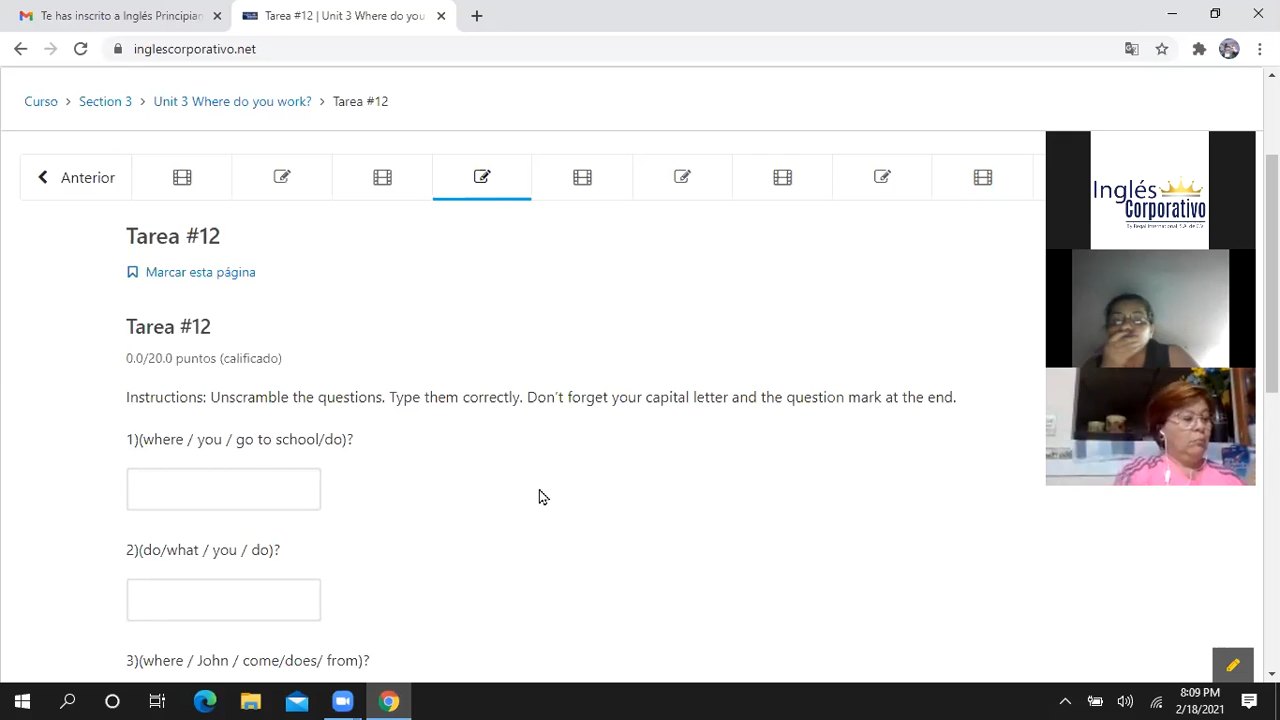 Te has inscrito a Inglés Principian
Tarea #12 | Unit 3 Where do you
inglescorporativo.net
Curso > Section 3 > Unit 3 Where do you work? > Tarea #12
Anterior
Tarea #12
Marcar esta página
Tarea #12
0.0/20.0 puntos (calificado)
Instructions: Unscramble the questions. Type them correctly. Don't forget your capital letter and the question mark at the end.
1)(where / you / go to school/do)?
2)(do/what / you / do)?
3)(where / John / come/does/ from)?
Inglés
Corporativo
By Regal International S.A. de C.V.
8:09 PM
2/18/2021